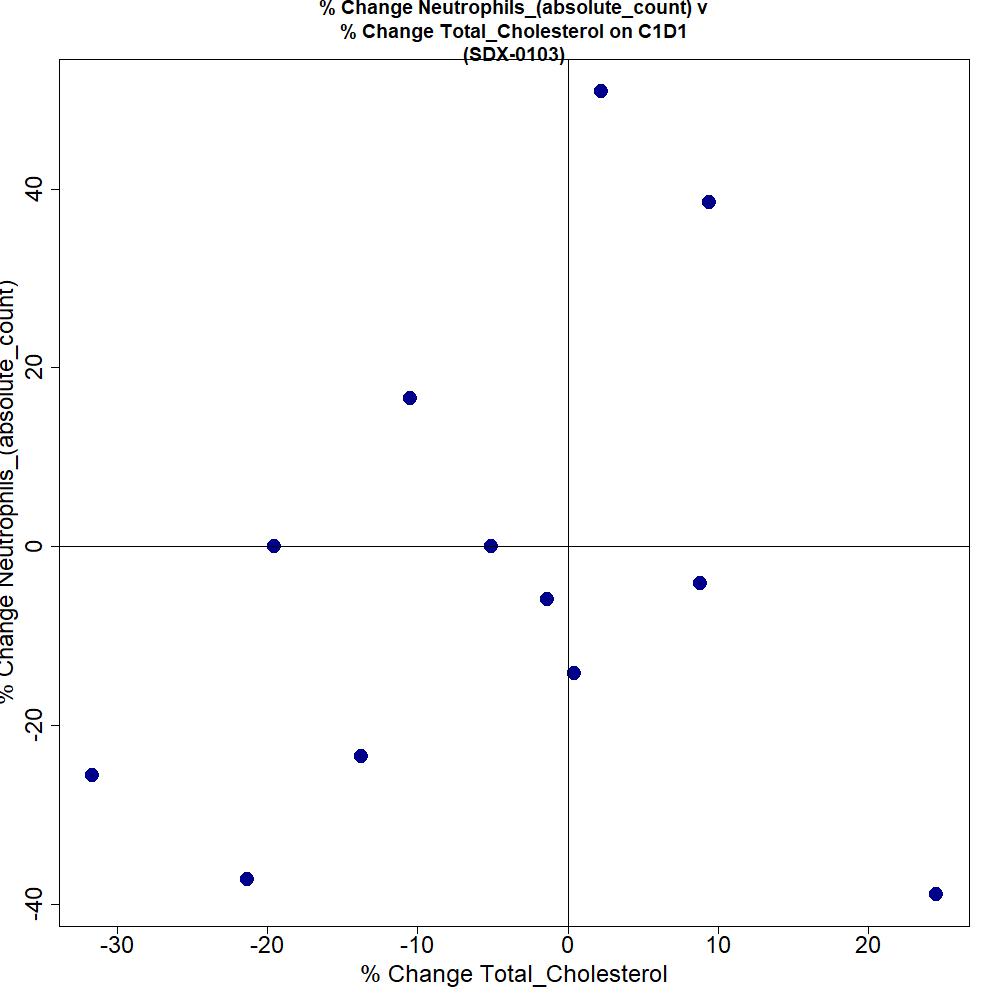 % Change Neutrophils_(absolute_count) v
% Change Total_Cholesterol on C1D1
(SDX-0103)
% Change Neutrophils_(absolute_count)
40
20
0
-20
-40
-30
-20
-10
0
10
20
% Change Total_Cholesterol